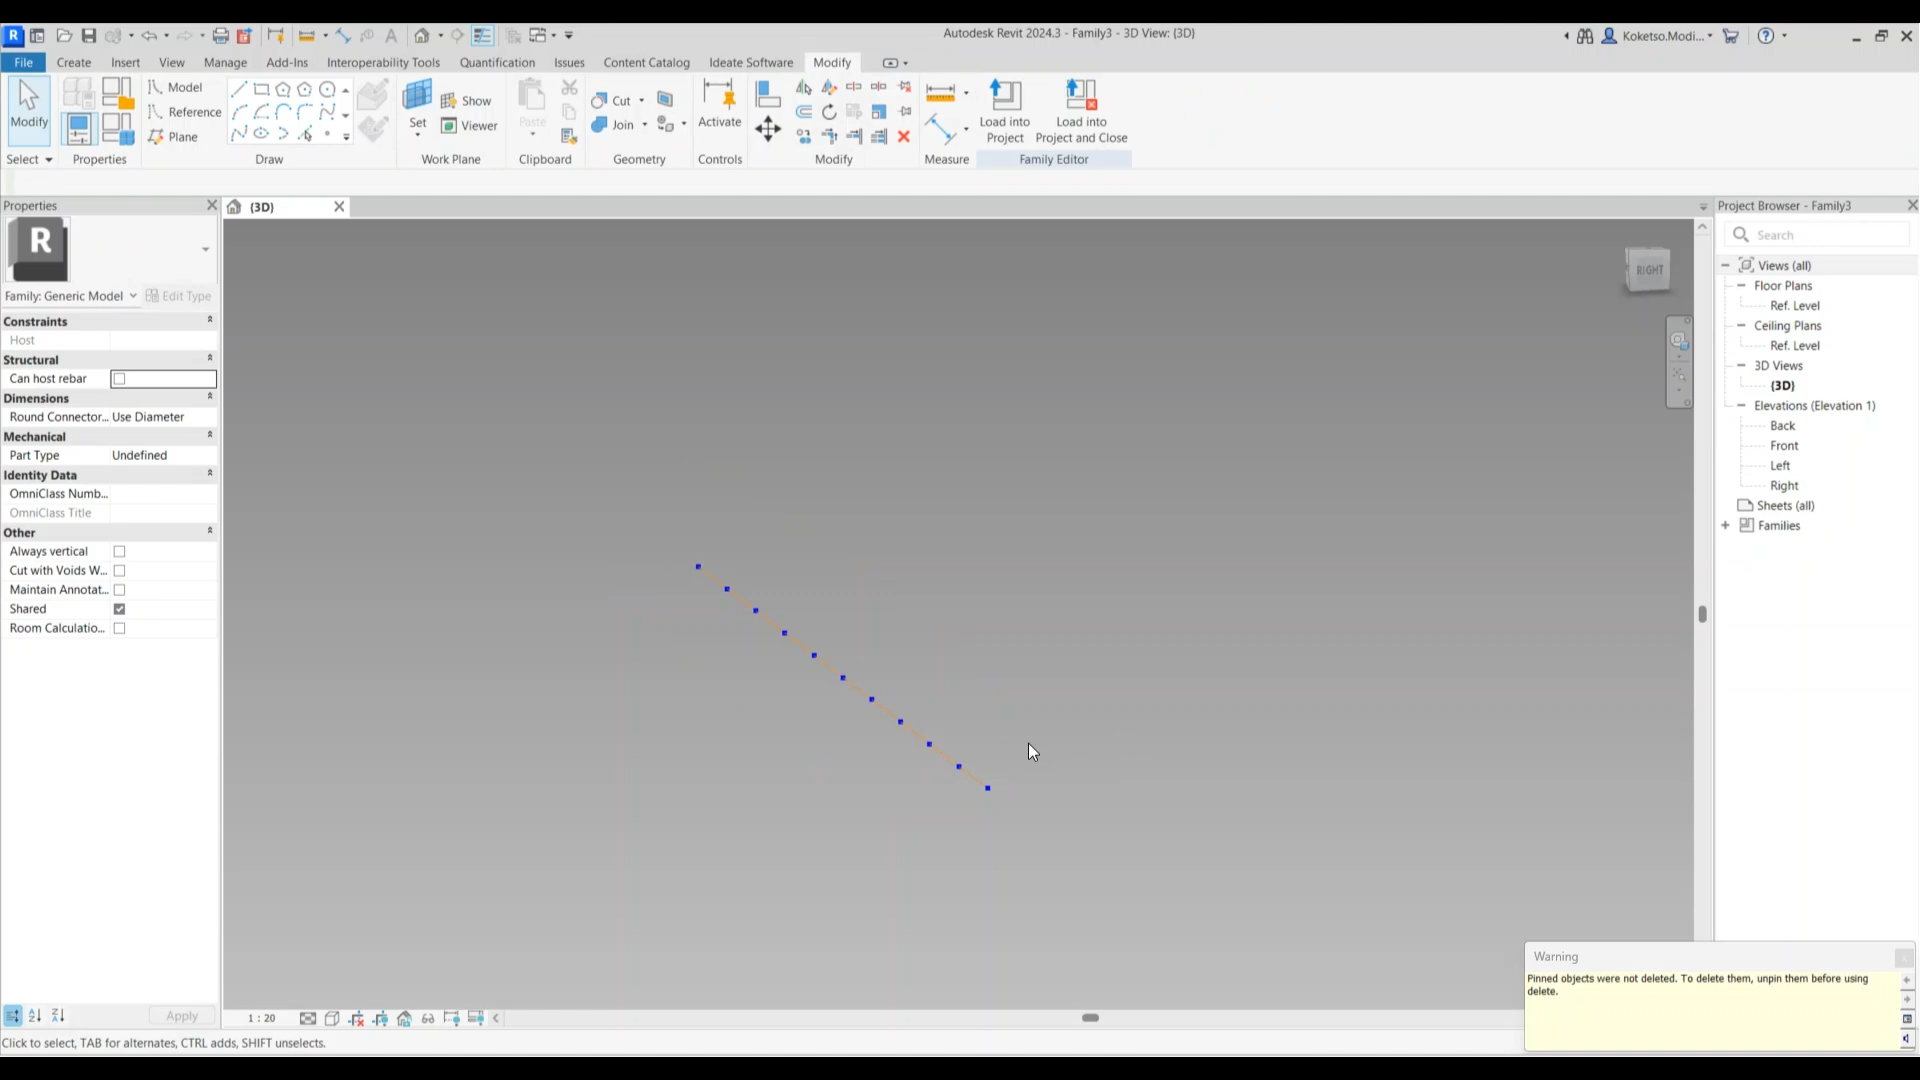 R
Autodesk Revit 2024.3 - Family3 - 3D View: {3D}
Koketso.Modi...
File Create Insert View Manage Add-Ins Interoperability Tools Quantification Issues Content Catalog Ideate Software Modify
Modify
Model
Reference
Plane
Set
Show
Viewer
Paste
Cut
Join
Activate
Load into
Project
Load into
Project and Close
Select Properties Draw Work Plane Clipboard Geometry Controls Modify Measure Family Editor
Properties
{3D}
Project Browser - Family3
R
Search
Family: Generic Model
Edit Type
Constraints
Host
Structural
Can host rebar
Dimensions
Round Connector... Use Diameter
Mechanical
Part Type Undefined
Identity Data
OmniClass Numb...
OmniClass Title
Other
Always vertical
Cut with Voids W...
Maintain Annotat...
Shared
Room Calculatio...
Apply
RIGHT
Views (all)
Floor Plans
Ref. Level
Ceiling Plans
Ref. Level
3D Views
{3D}
Elevations (Elevation 1)
Back
Front
Left
Right
Sheets (all)
Families
Warning
Pinned objects were not deleted. To delete them, unpin them before using
delete.
1 : 20
Click to select, TAB for alternates, CTRL adds, SHIFT unselects.